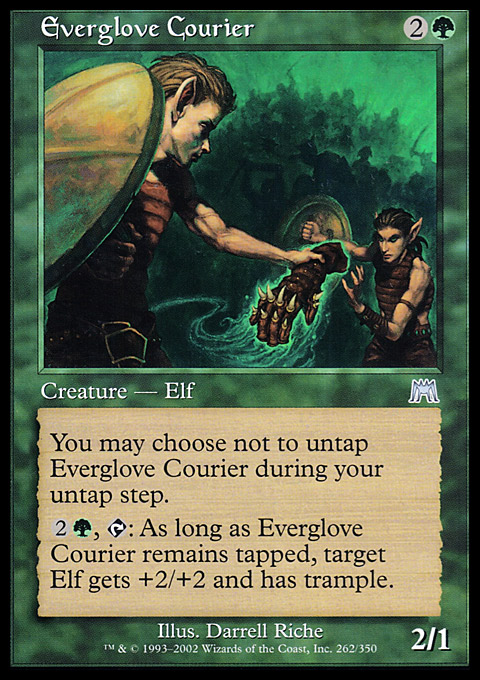 Everglove Courier 2
Creature — Elf
You may choose not to untap
Everglove Courier during your
untap step.
2 , : As long as Everglove
Courier remains tapped, target
Elf gets +2/+2 and has trample.
Illus. Darrell Riche
™ & © 1993–2002 Wizards of the Coast, Inc. 262/350
2/1